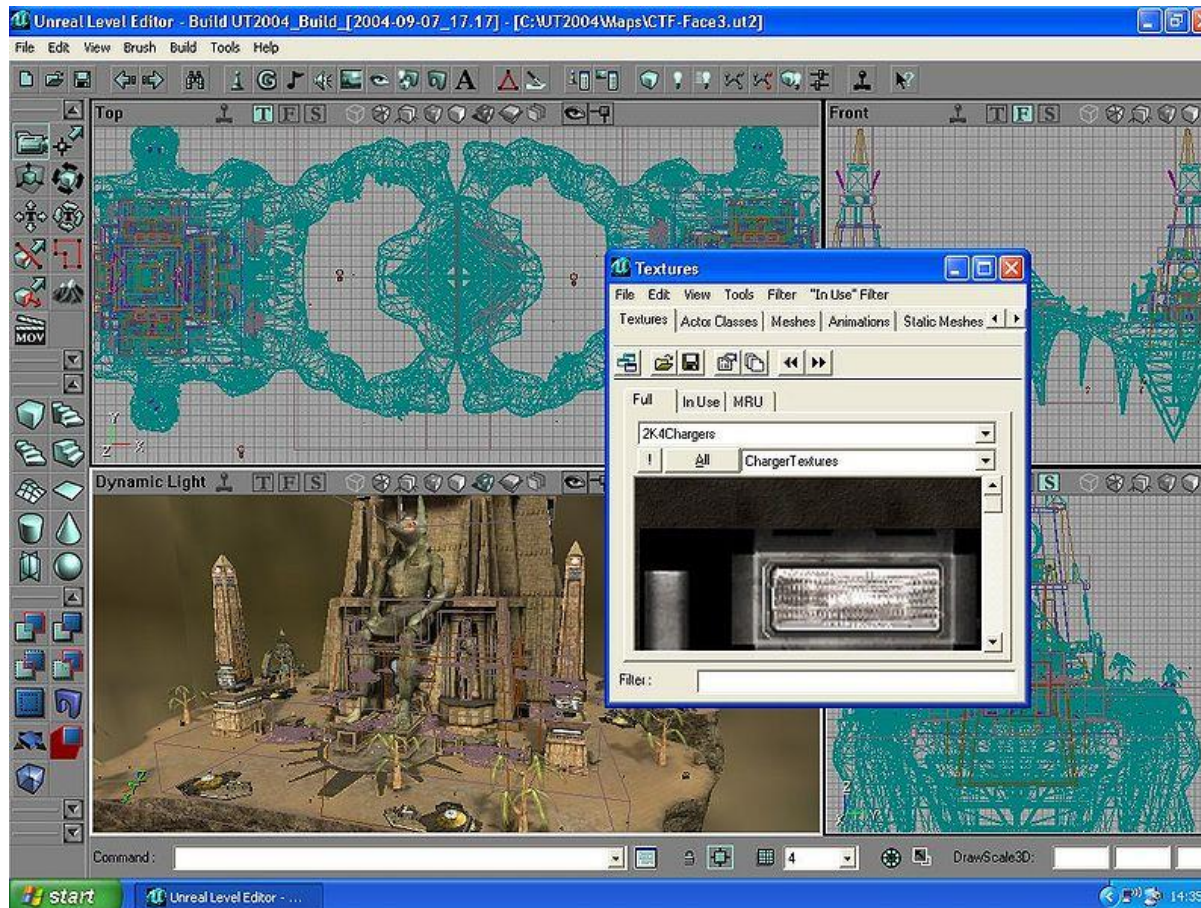 Unreal Level Editor - Build UT2004_Build_[2004-09-07_17.17] - [C:\UT2004\Maps\CTF-Face3.ut2]
File Edit View Brush Build Tools Help
MOV
Top T F S
Front T F S
Y
Z X
Textures
File Edit View Tools Filter "In Use" Filter
Textures Actor Classes Meshes Animations Static Meshes
Full In Use MRU
2K4Chargers
! All ChargerTextures
Filter :
Dynamic Light T F S
S
Z
Command : 4 DrawScale3D:
start Unreal Level Editor - ... 14:35